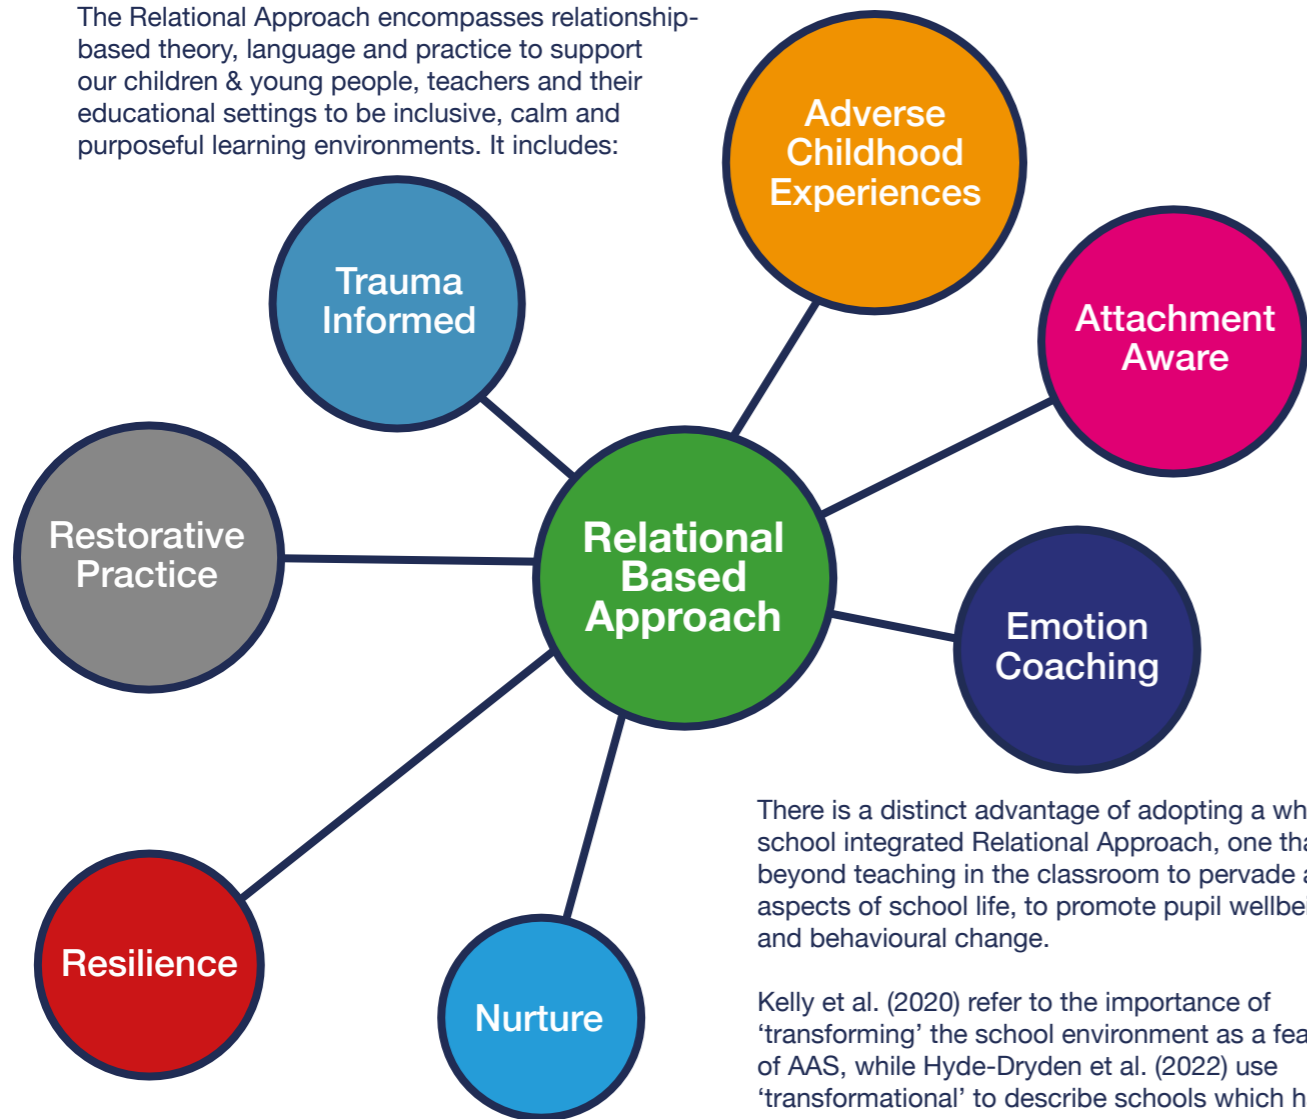 The Relational Approach encompasses relationship-
based theory, language and practice to support
our children & young people, teachers and their
educational settings to be inclusive, calm and
purposeful learning environments. It includes:
Adverse
Childhood
Experiences
Trauma
Informed
Attachment
Aware
Restorative
Practice
Relational
Based
Approach
Emotion
Coaching
Resilience
Nurture
There is a distinct advantage of adopting a
school integrated Relational Approach, one
beyond teaching in the classroom to pervade
aspects of school life, to promote pupil
and behavioural change.
Kelly et al. (2020) refer to the importance of
‘transforming’ the school environment as a
of AAS, while Hyde-Dryden et al. (2022) use
‘transformational’ to describe schools which